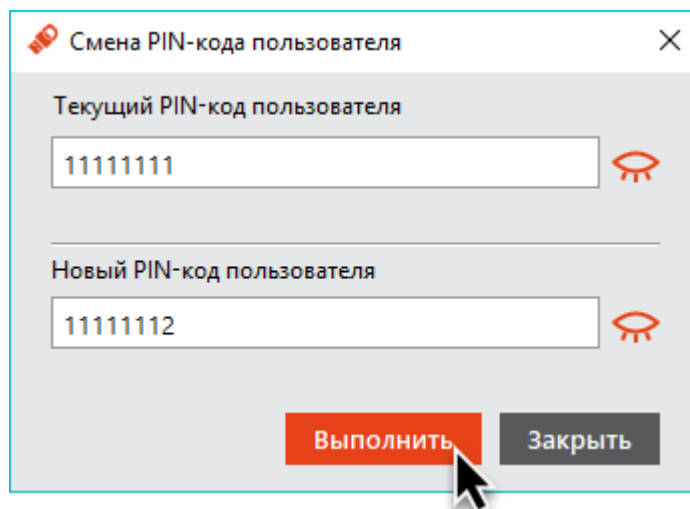 Смена PIN-кода пользователя
Текущий PIN-код пользователя
11111111
Новый PIN-код пользователя
11111112
Выполнить Закрыть